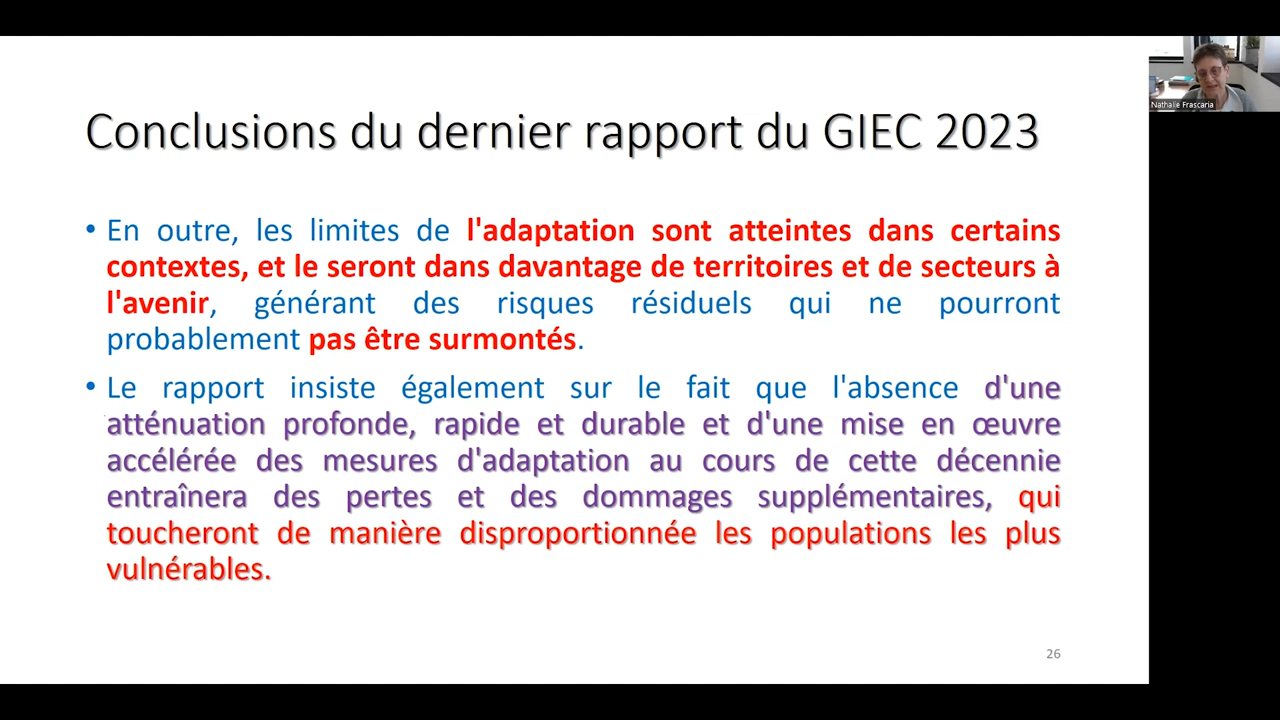 Conclusions du dernier rapport du GIEC 2023
• En outre, les limites de l'adaptation sont atteintes dans certains
contextes, et le seront dans davantage de territoires et de secteurs à
l'avenir, générant des risques résiduels qui ne pourront
probablement pas être surmontés.
• Le rapport insiste également sur le fait que l'absence d'une
atténuation profonde, rapide et durable et d'une mise en œuvre
accélérée des mesures d'adaptation au cours de cette décennie
entraînera des pertes et des dommages supplémentaires, qui
toucheront de manière disproportionnée les populations les plus
vulnérables.
26
Nathalie Frascaria